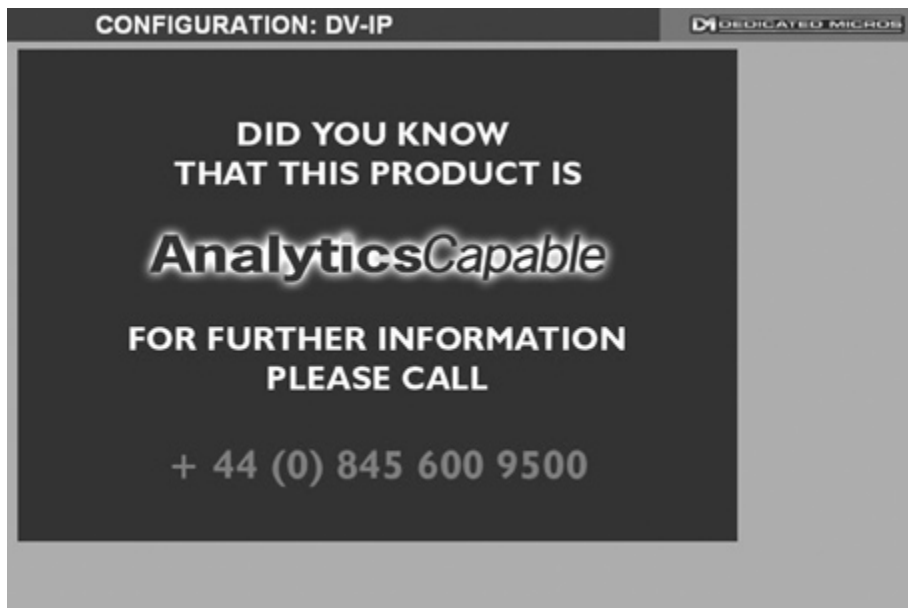 CONFIGURATION: DV-IP
DEDICATED MICROS
DID YOU KNOW
THAT THIS PRODUCT IS
AnalyticsCapable
FOR FURTHER INFORMATION
PLEASE CALL
+ 44 (0) 845 600 9500